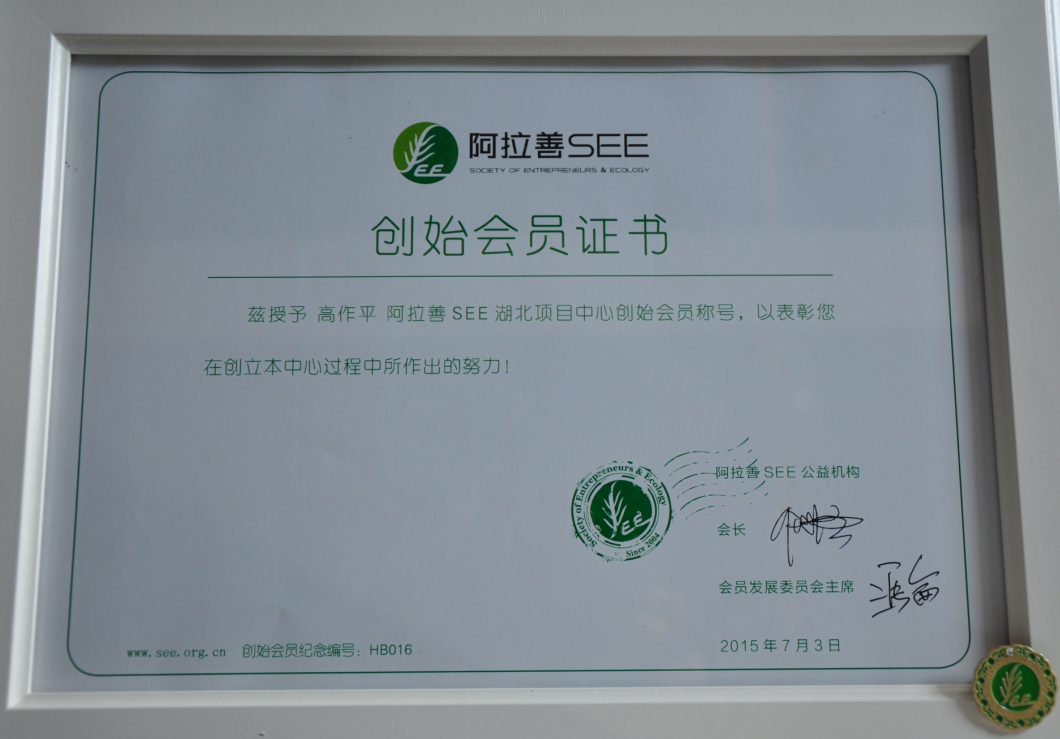 阿拉善SEE
SOCIETY OF ENTREPRENEURS & ECOLOGY
创始会员证书
兹授予 高作平 阿拉善 SEE 湖北项目中心创始会员称号，以表彰您
在创立本中心过程中所作出的努力！
Society of Entrepreneurs & Ecology
SEE
Since 2004
阿拉善 SEE 公益机构
会长
会员发展委员会主席
2015 年 7 月 3 日
www.see.org.cn 创始会员纪念编号：HB016